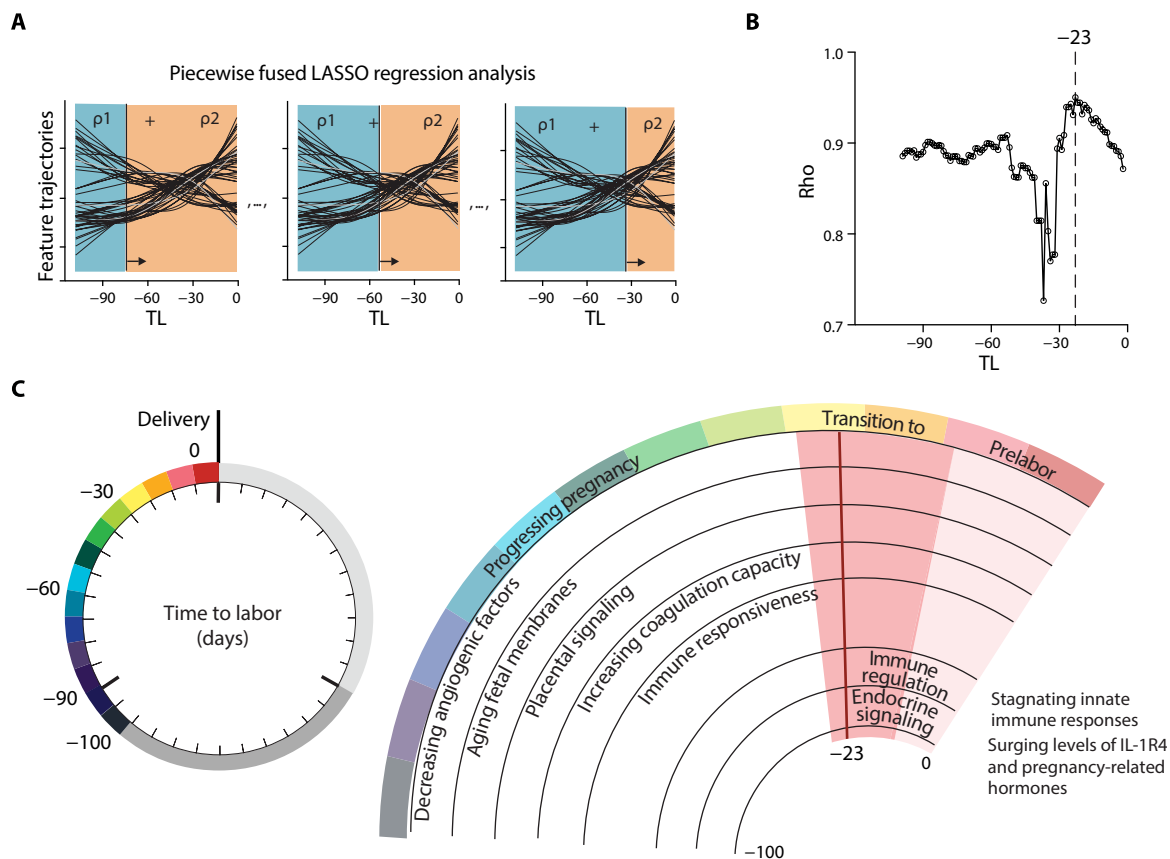 A
Piecewise fused LASSO regression analysis
Feature trajectories
ρ1 + ρ2
ρ1 + ρ2
ρ1 + ρ2
, ... ,
, ... ,
−90 −60 −30 0
−90 −60 −30 0
−90 −60 −30 0
TL
TL
TL
B
−23
Rho
1.0
0.9
0.8
0.7
−90 −60 −30 0
TL
C
Delivery
0
−30
−60
−90
−100
Time to labor
(days)
Progressing pregnancy
Transition to
Prelabor
Decreasing angiogenic factors
Aging fetal membranes
Placental signaling
Increasing coagulation capacity
Immune responsiveness
Immune
regulation
Endocrine
signaling
−23
0
−100
Stagnating innate
immune responses
Surging levels of IL-1R4
and pregnancy-related
hormones